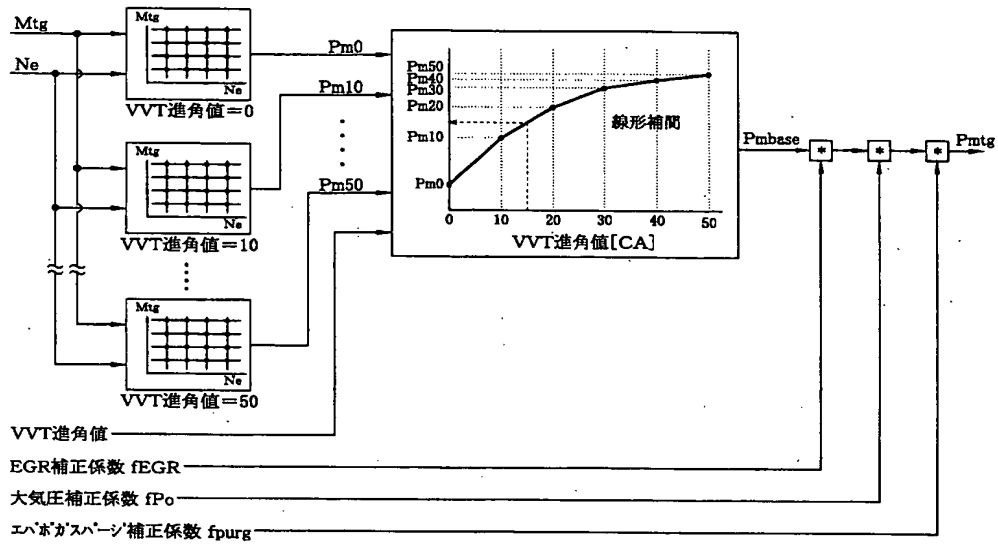 Mtg
Ne
Mtg
Ne
VVT進角値=0
Mtg
Ne
VVT進角値=10
Mtg
Ne
VVT進角値=50
Pm0
Pm10
Pm50
Pm50
Pm40
Pm30
Pm20
Pm10
Pm0
線形補間
0 10 20 30 40 50
VVT進角値[CA]
Pmbase
*
*
*
Pmtg
VVT進角値
EGR補正係数 fEGR
大気圧補正係数 fPo
エバポガスパージ補正係数 fpurg